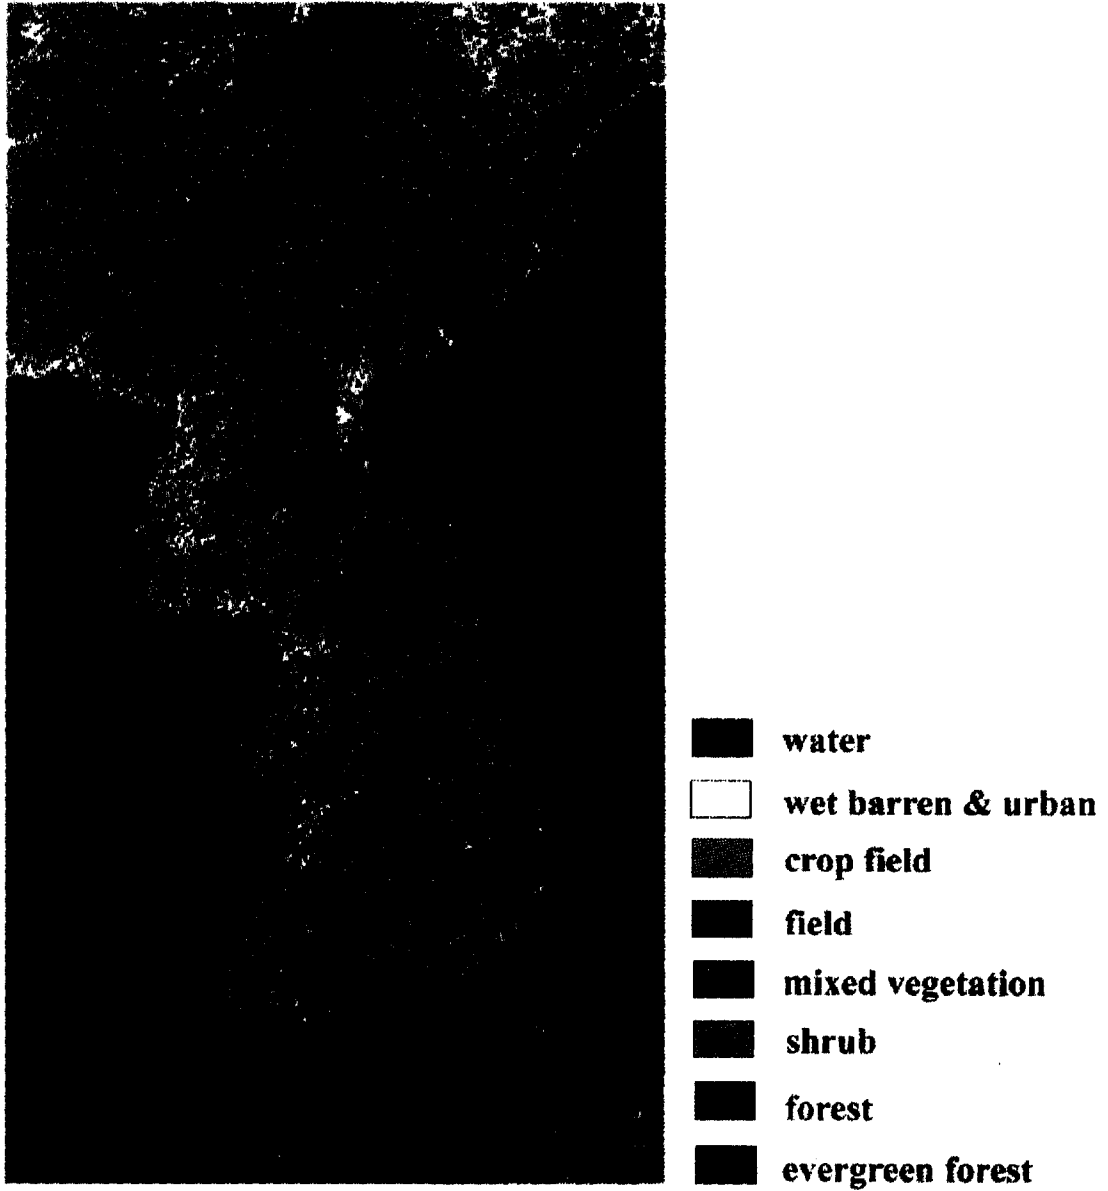 water
wet barren & urban
crop field
field
mixed vegetation
shrub
forest
evergreen forest